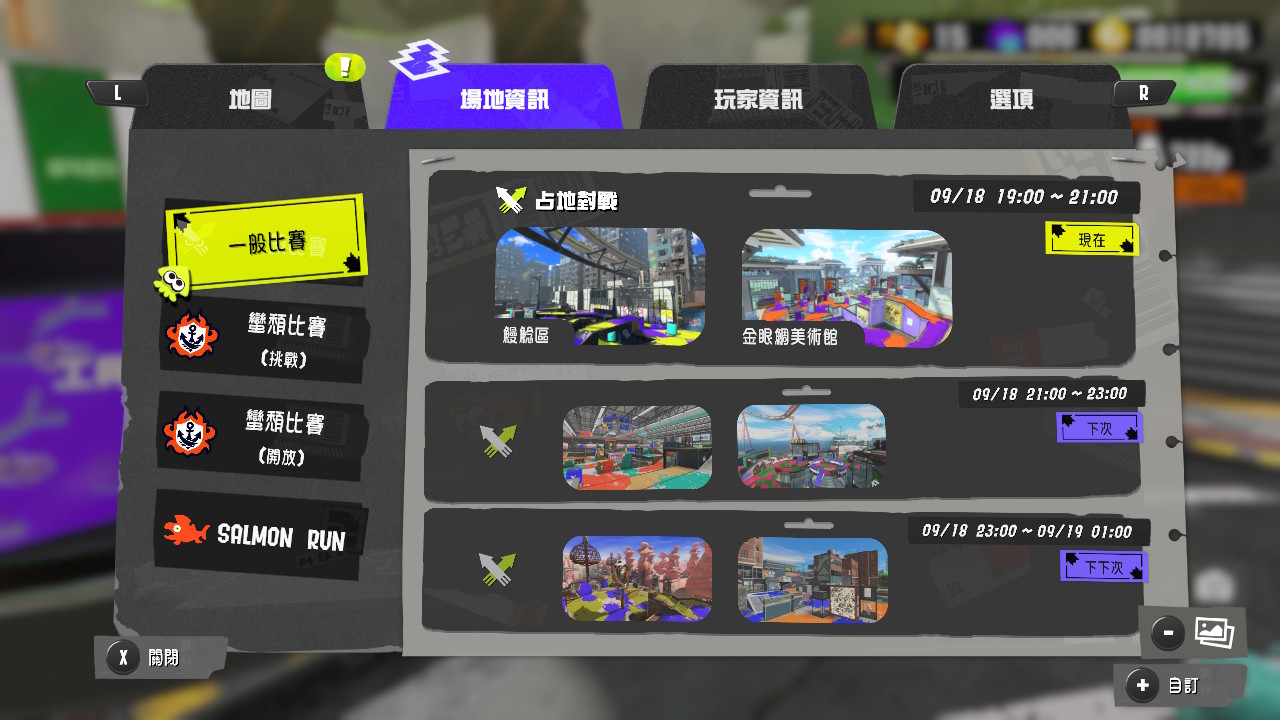 L
地圖
!
場地資訊
玩家資訊
選項
R
一般比賽
蠻頹比賽
(挑戰)
蠻頹比賽
(開放)
SALMON RUN
占地對戰
09/18 19:00 ~ 21:00
現在
鰻鯰區
金眼鯛美術館
09/18 21:00 ~ 23:00
下次
09/18 23:00 ~ 09/19 01:00
下下次
X 關閉
-
+ 自訂